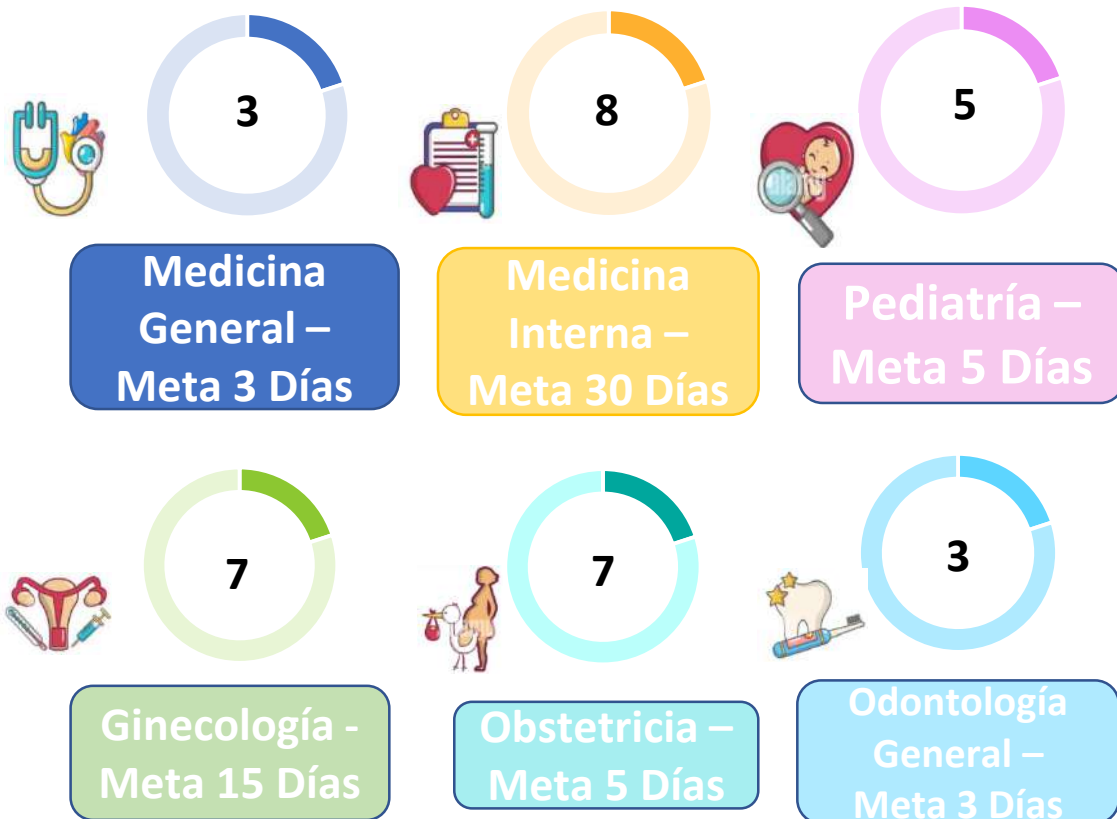 3
8
5
Medicina
General –
Meta 3 Días
Medicina
Interna –
Meta 30 Días
Pediatría –
Meta 5 Días
7
7
3
Ginecología -
Meta 15 Días
Obstetricia –
Meta 5 Días
Odontología
General –
Meta 3 Días